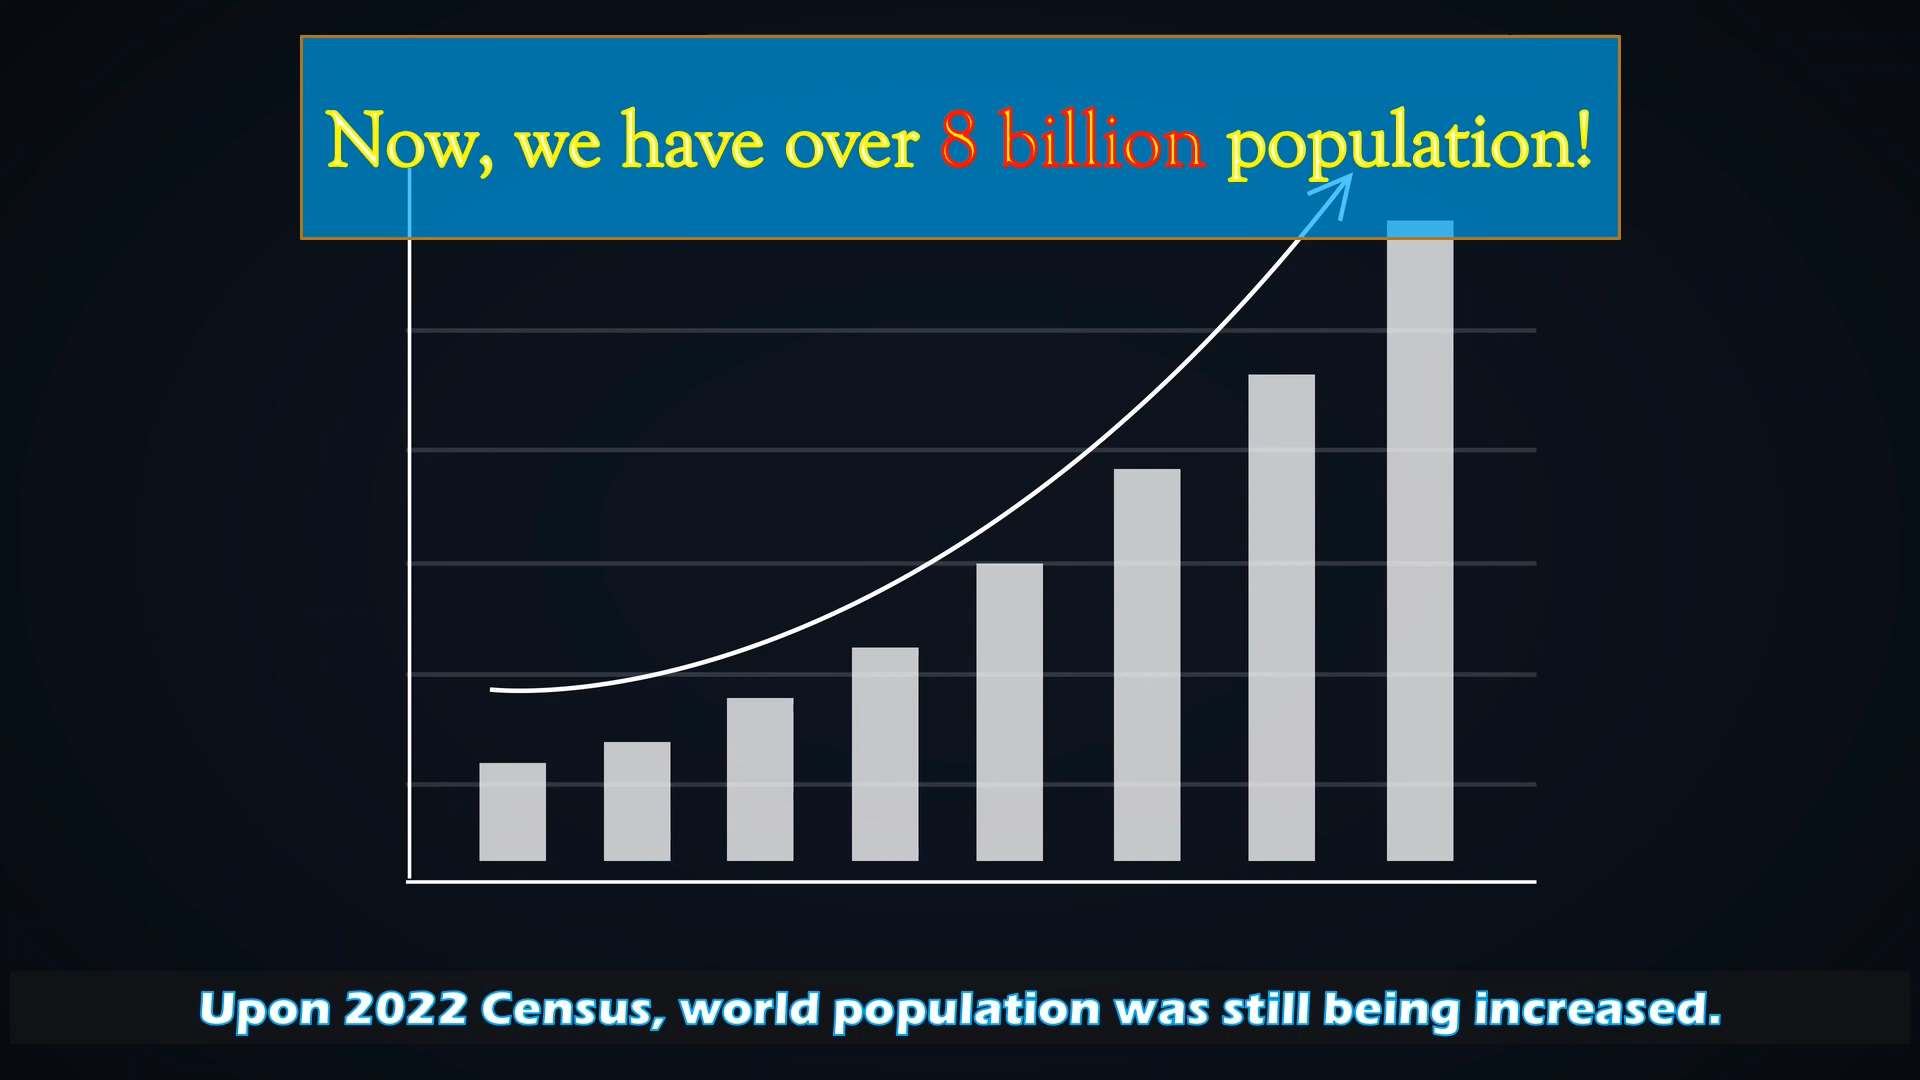 Now, we have over 8 billion population!
Upon 2022 Census, world population was still being increased.